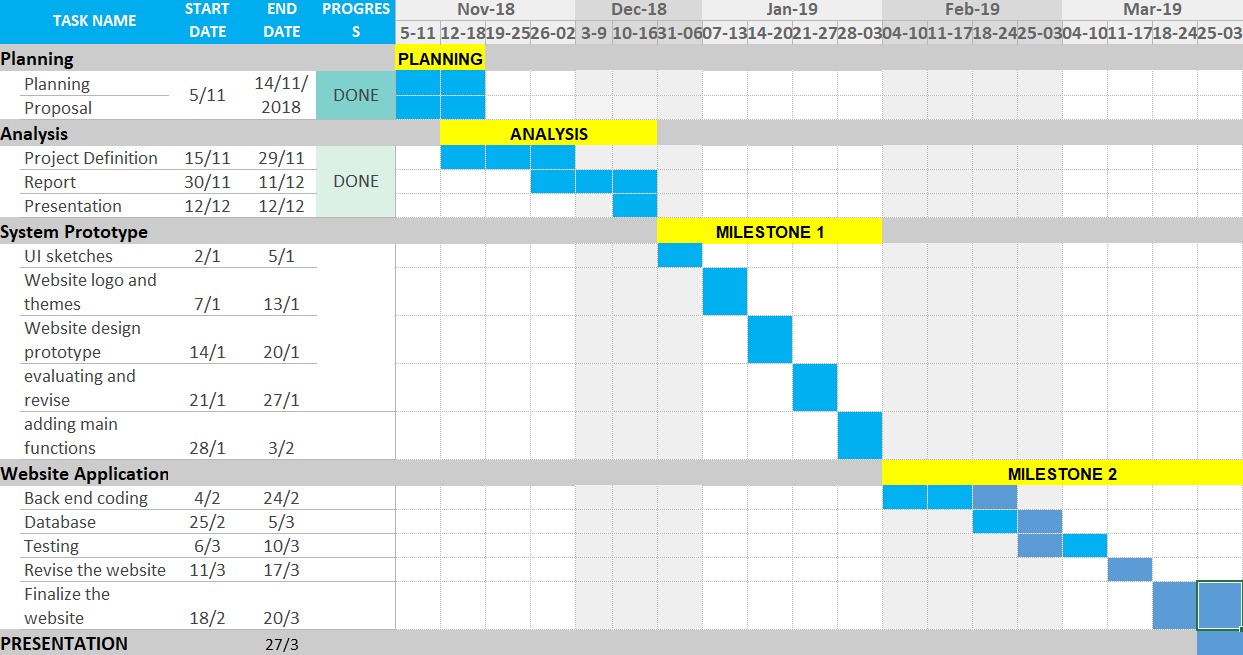 TASK NAME START DATE END DATE PROGRES S Nov-18 Dec-18 Jan-19 Feb-19 Mar-19
5-11 12-18 19-25 26-02 3-9 10-16 31-06 07-13 14-20 21-27 28-03 04-10 11-17 18-24 25-03 04-10 11-17 18-24 25-03
Planning PLANNING
Planning 5/11 14/11/ 2018 DONE
Proposal
Analysis ANALYSIS
Project Definition 15/11 29/11 DONE
Report 30/11 11/12
Presentation 12/12 12/12
System Prototype MILESTONE 1
UI sketches 2/1 5/1
Website logo and
themes 7/1 13/1
Website design
prototype 14/1 20/1
evaluating and
revise 21/1 27/1
adding main
functions 28/1 3/2
Website Application MILESTONE 2
Back end coding 4/2 24/2
Database 25/2 5/3
Testing 6/3 10/3
Revise the website 11/3 17/3
Finalize the
website 18/2 20/3
PRESENTATION 27/3